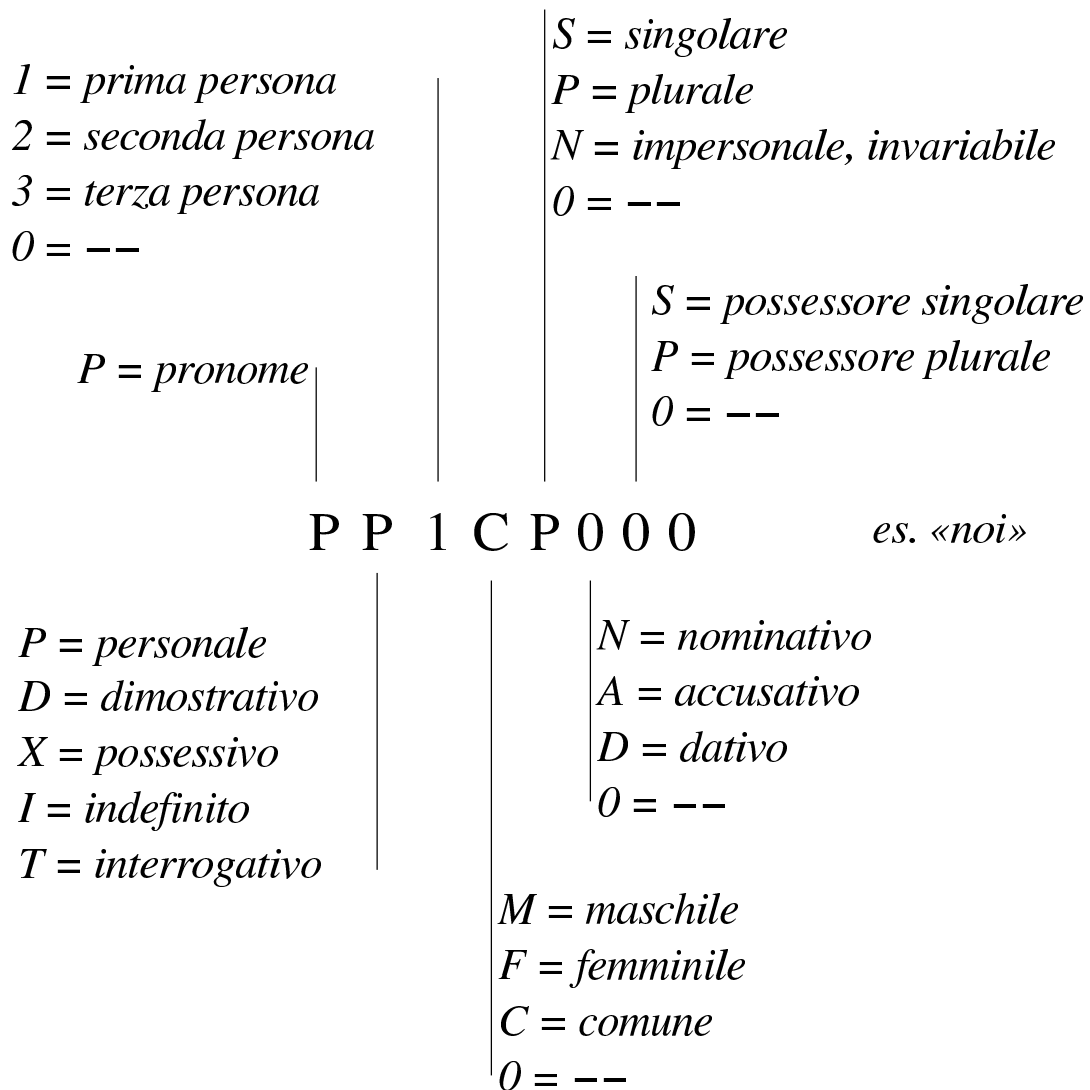 S = singolare
P = plurale
N = impersonale, invariabile
0 = −−
1 = prima persona
2 = seconda persona
3 = terza persona
0 = −−
S = possessore singolare
P = possessore plurale
0 = −−
P = pronome
P P 1 C P 0 0 0 es. «noi»
P = personale
D = dimostrativo
X = possessivo
I = indefinito
T = interrogativo
N = nominativo
A = accusativo
D = dativo
0 = −−
M = maschile
F = femminile
C = comune
0 = −−